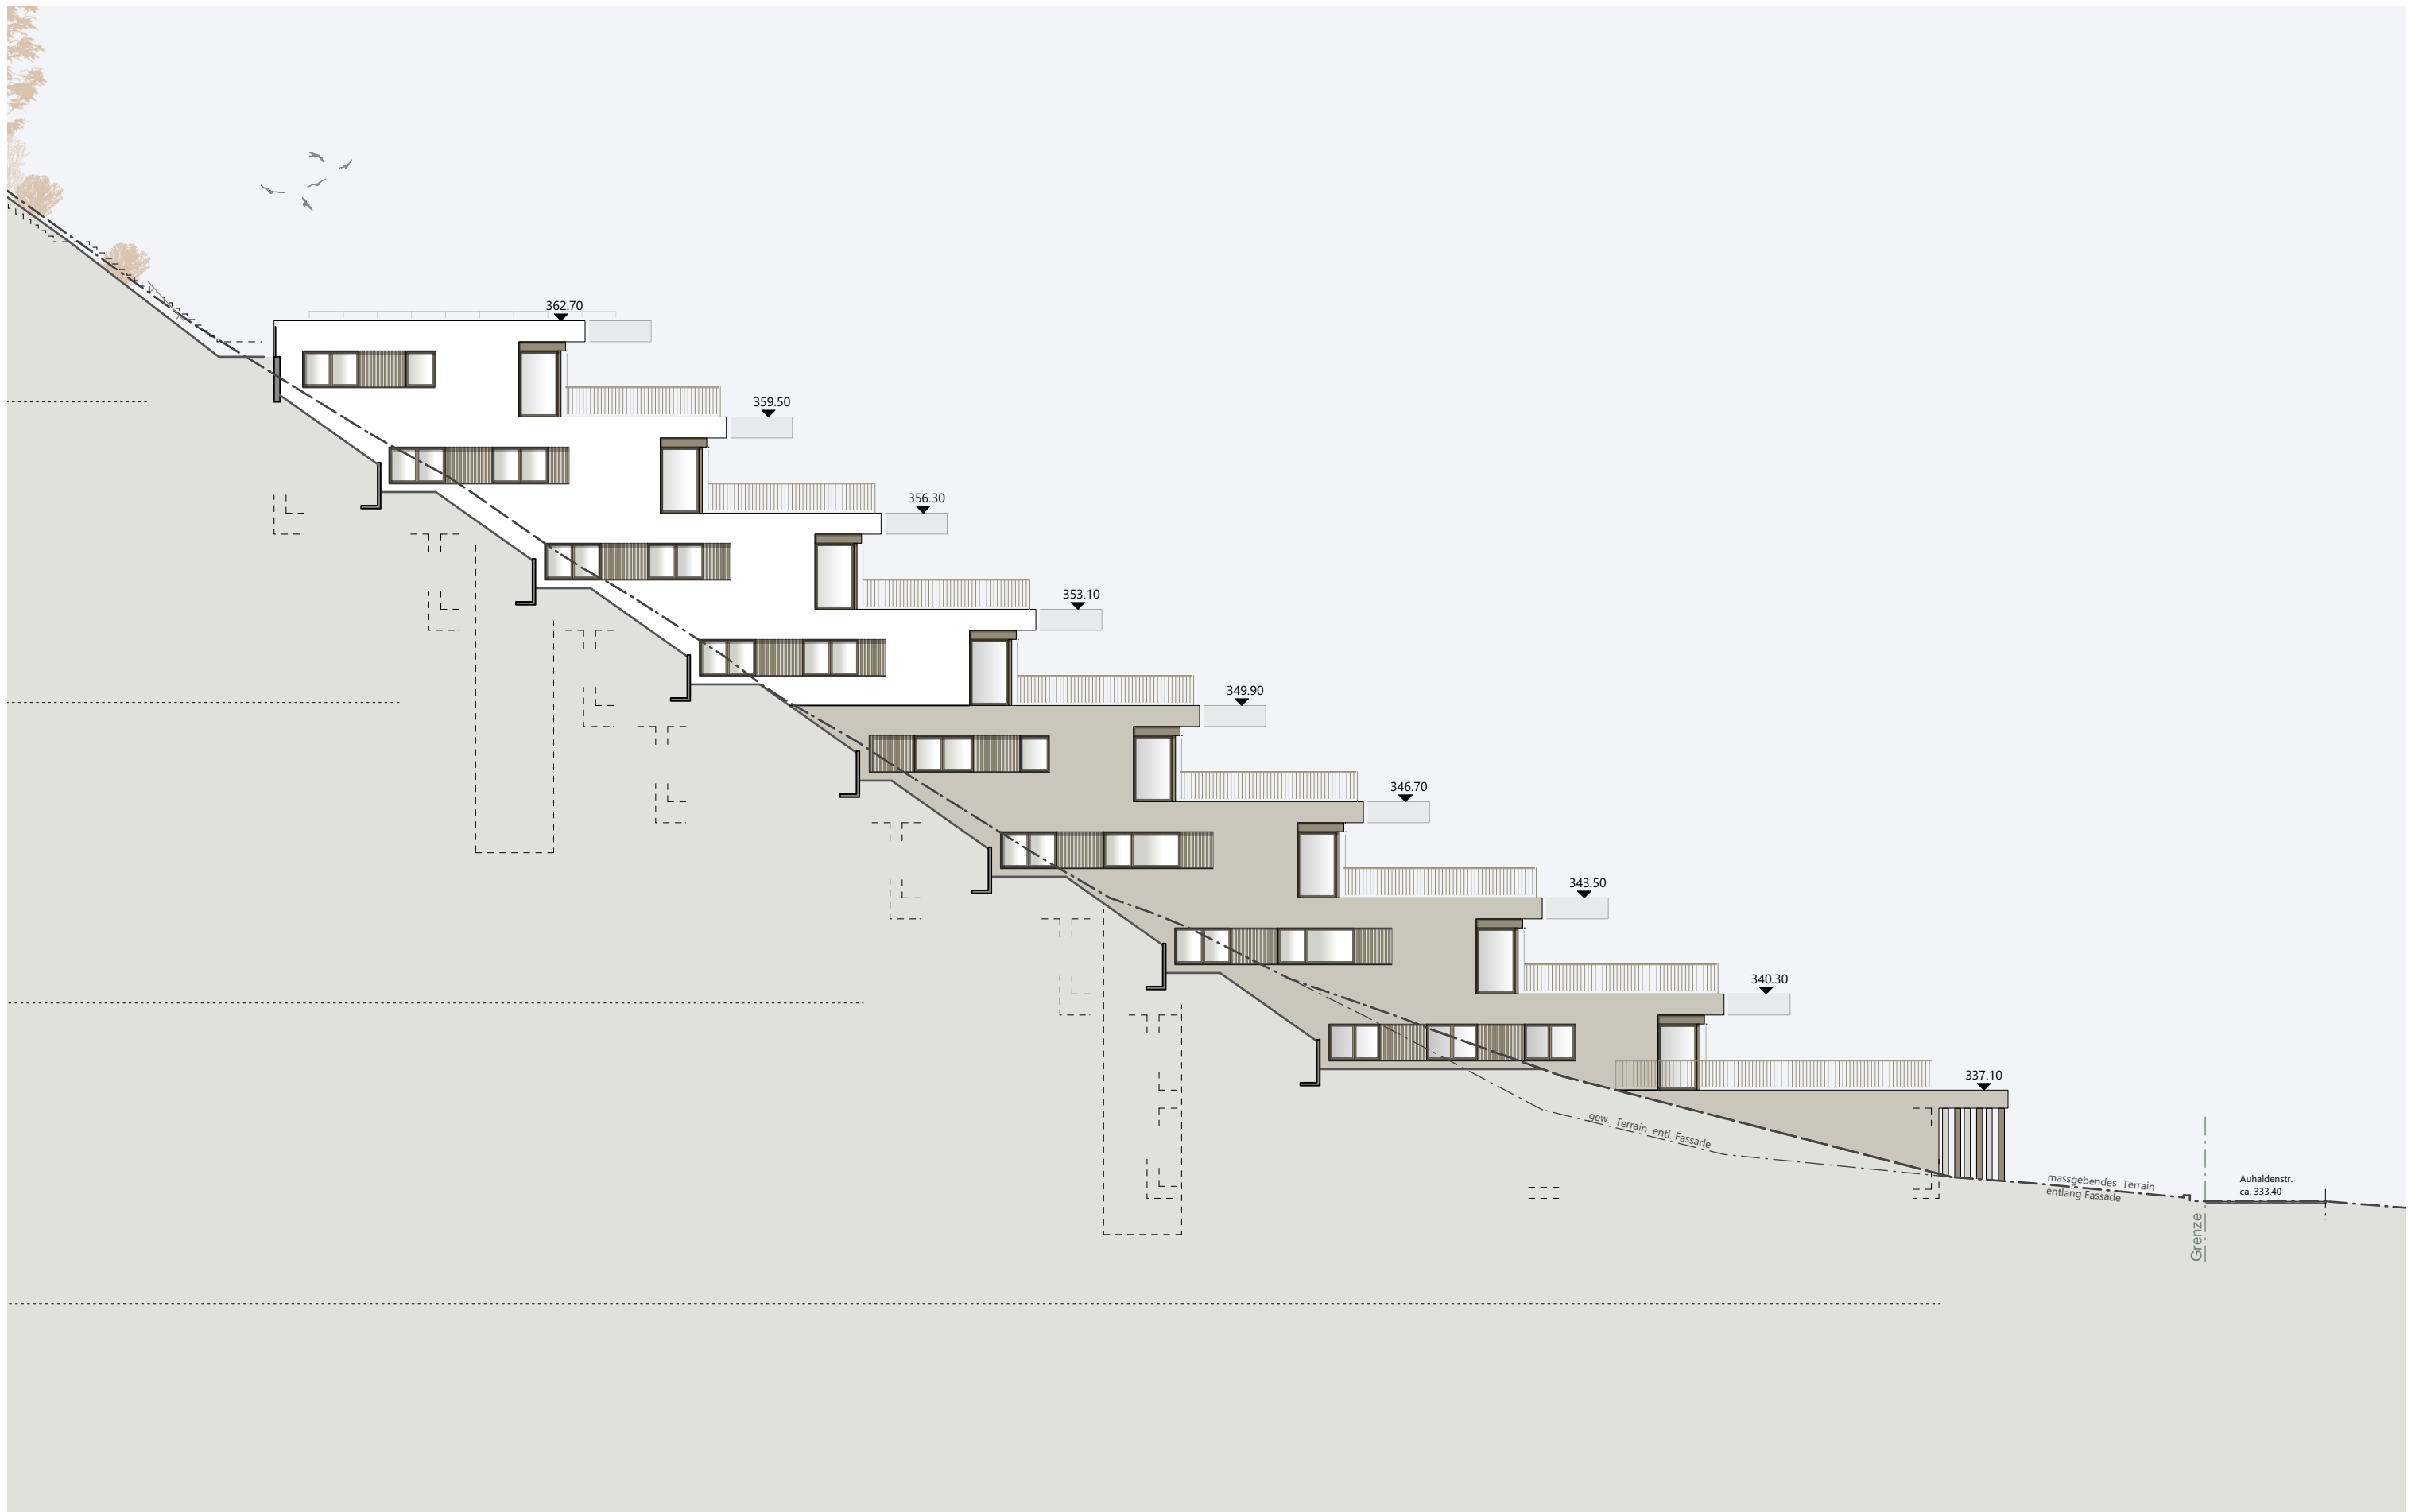 362.70
359.50
356.30
353.10
349.90
346.70
343.50
340.30
337.10
gew. Terrain entl. Fassade
massgebendes Terrain
entlang Fassade
Auhaldenstr.
ca. 333.40
Grenze